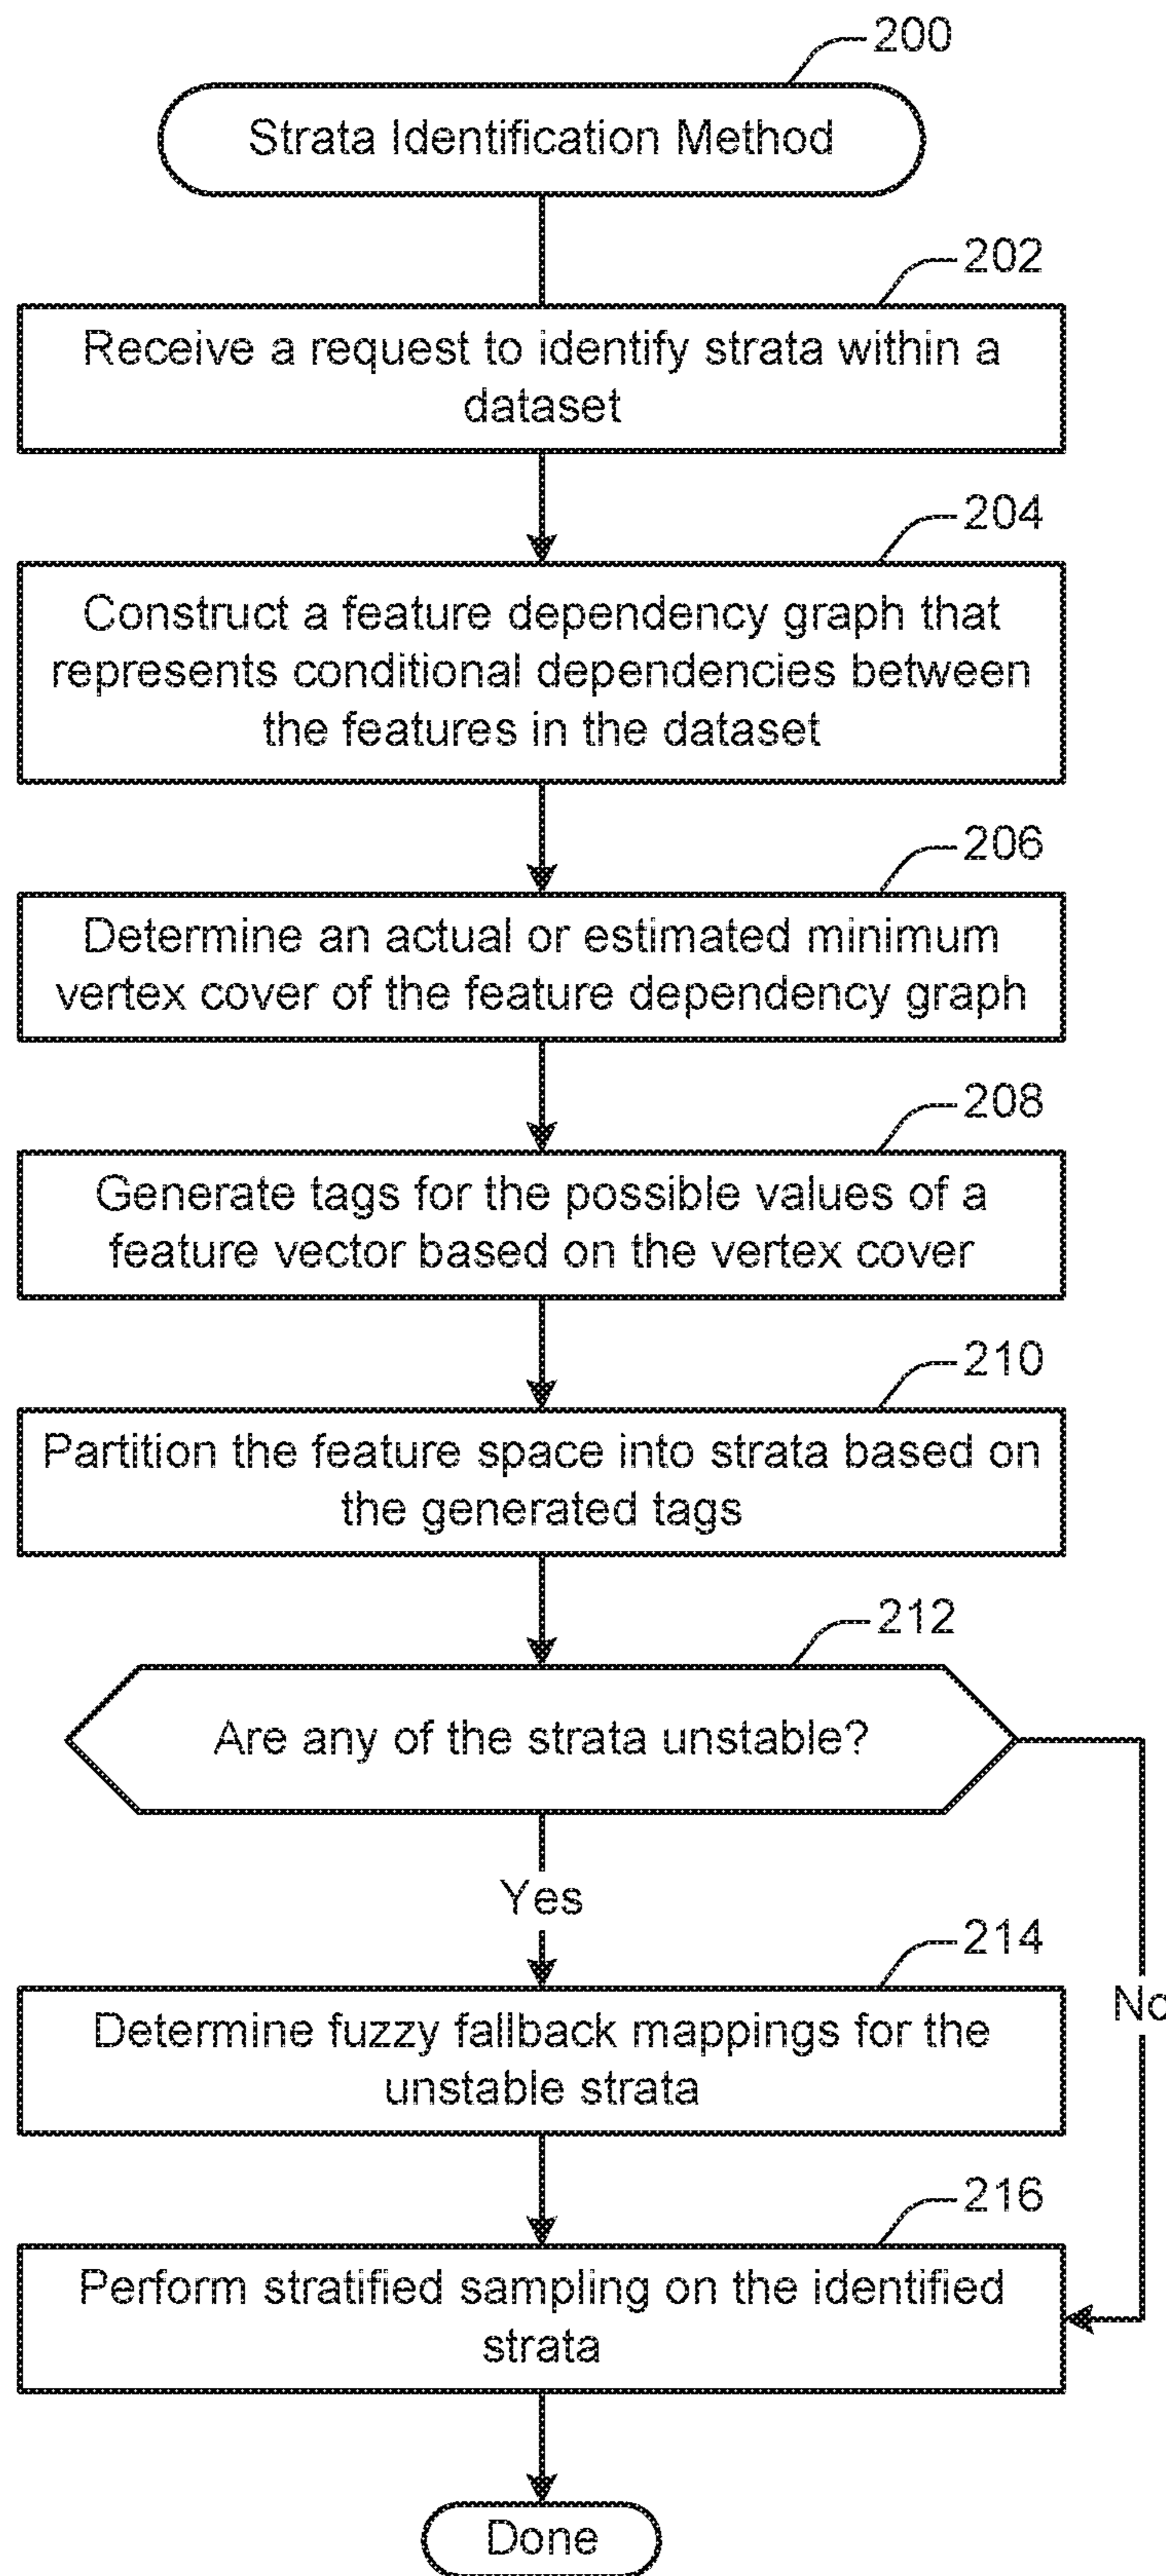 200
Strata Identification Method
202
Receive a request to identify strata within a
dataset
204
Construct a feature dependency graph that
represents conditional dependencies between
the features in the dataset
206
Determine an actual or estimated minimum
vertex cover of the feature dependency graph
208
Generate tags for the possible values of a
feature vector based on the vertex cover
210
Partition the feature space into strata based on
the generated tags
212
Are any of the strata unstable?
Yes
214
No
Determine fuzzy fallback mappings for the
unstable strata
216
Perform stratified sampling on the identified
strata
Done